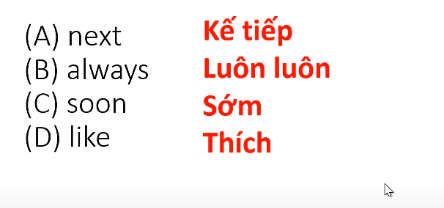 (A) next Kế tiếp
(B) always Luôn luôn
(C) soon Sớm
(D) like Thích